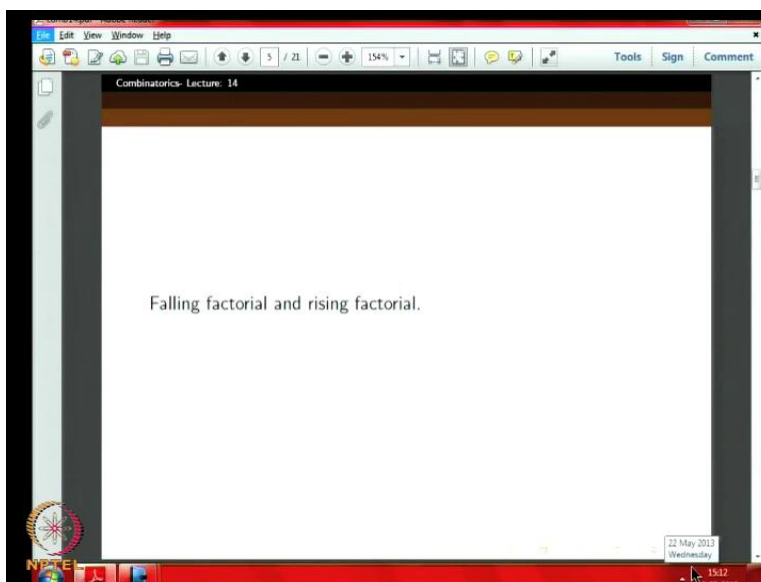 File Edit View Window Help
5 / 21 154% Tools Sign Comment
Combinatorics- Lecture: 14
Falling factorial and rising factorial.
22 May 2013
Wednesday
15:12
NPTEL